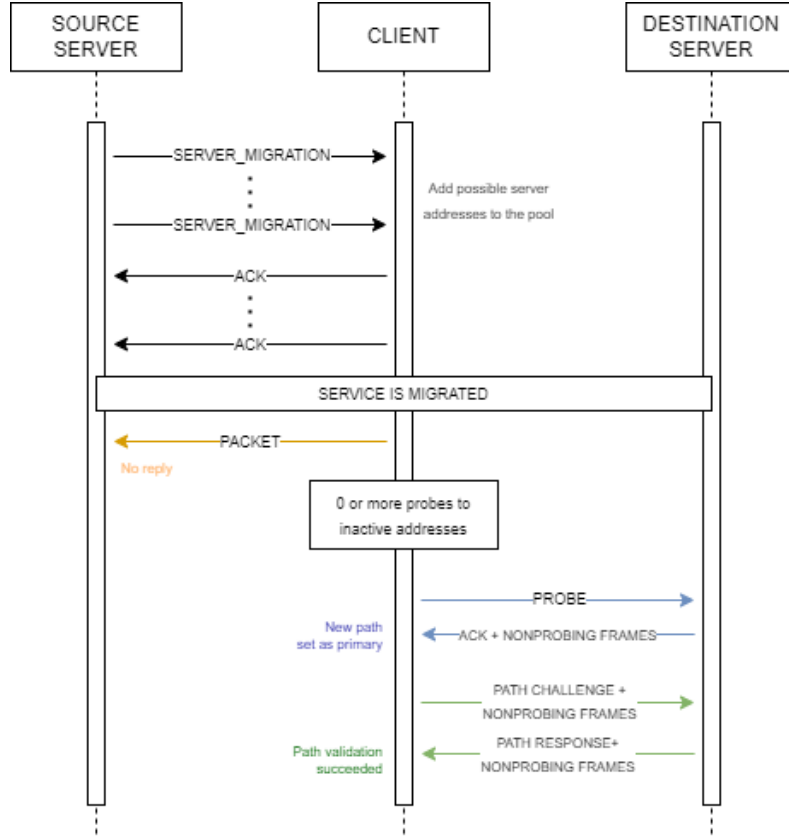 SOURCE
SERVER
CLIENT
DESTINATION
SERVER
SERVER_MIGRATION
Add possible server
addresses to the pool
SERVER_MIGRATION
ACK
ACK
SERVICE IS MIGRATED
PACKET
No reply
0 or more probes to
inactive addresses
PROBE
New path
set as primary
ACK + NONPROBING FRAMES
PATH CHALLENGE +
NONPROBING FRAMES
PATH RESPONSE+
NONPROBING FRAMES
Path validation
succeeded